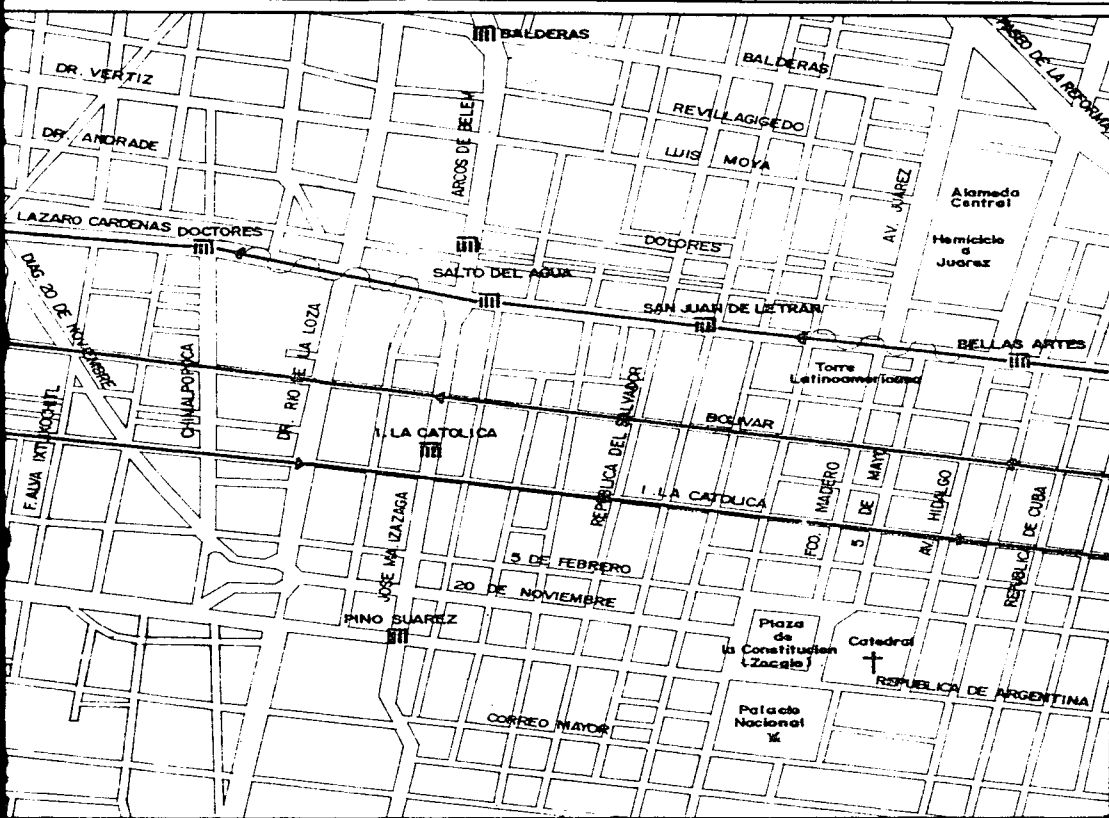 BALDERAS
PASEO DE LA REFORMA
BALDERAS
DR. VERTIZ
REVILLAGIGEDO
DR. ANDRADE
LUIS MOYA
ARCOS DE BELEM
AV. JUAREZ
Alameda
Central
LAZARO CARDENAS
DOCTORES
DOLORES
Hemiciclo
a
Juarez
SALTO DEL AGUA
DIAG. 20 DE NOVIEMBRE
SAN JUAN DE LETRAN
BELLAS ARTES
DR. RIO DE LA LOZA
Torre
Latinoamericana
CHIMALPOPOCA
F. ALVA IXTLIXOCHITL
REPUBLICA DEL SALVADOR
BOLIVAR
I. LA CATOLICA
I. LA CATOLICA
FCO. MADERO
5 DE MAYO
AV. HIDALGO
REPUBLICA DE CUBA
JOSE MA. IZAZAGA
5 DE FEBRERO
20 DE NOVIEMBRE
PINO SUAREZ
Plaza
de
la Constitucion
(Zocalo)
Catedral
REPUBLICA DE ARGENTINA
Palacio
Nacional
CORREO MAYOR